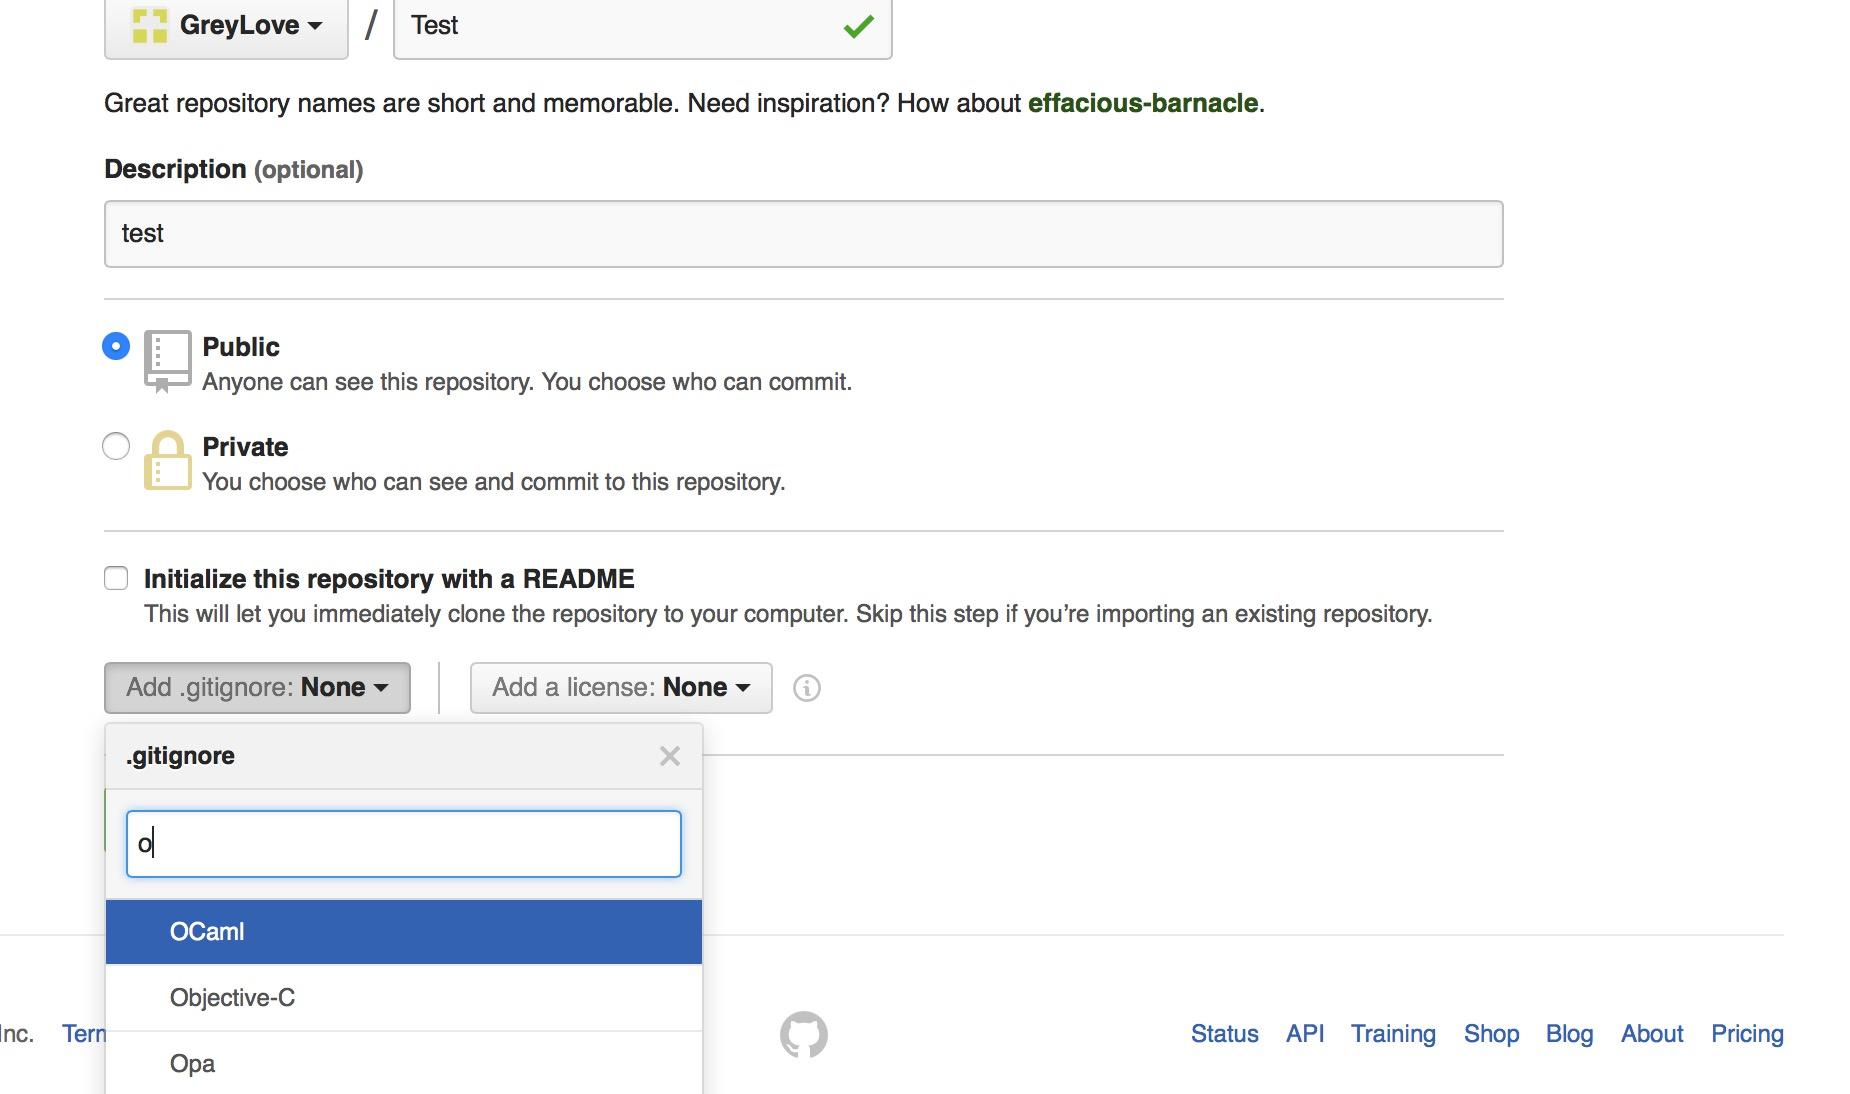 GreyLove / Test
Great repository names are short and memorable. Need inspiration? How about effacious-barnacle.
Description (optional)
test
Public
Anyone can see this repository. You choose who can commit.
Private
You choose who can see and commit to this repository.
Initialize this repository with a README
This will let you immediately clone the repository to your computer. Skip this step if you’re importing an existing repository.
Add .gitignore: None Add a license: None
.gitignore
o
OCaml
Objective-C
Opa
Inc. Status API Training Shop Blog About Pricing